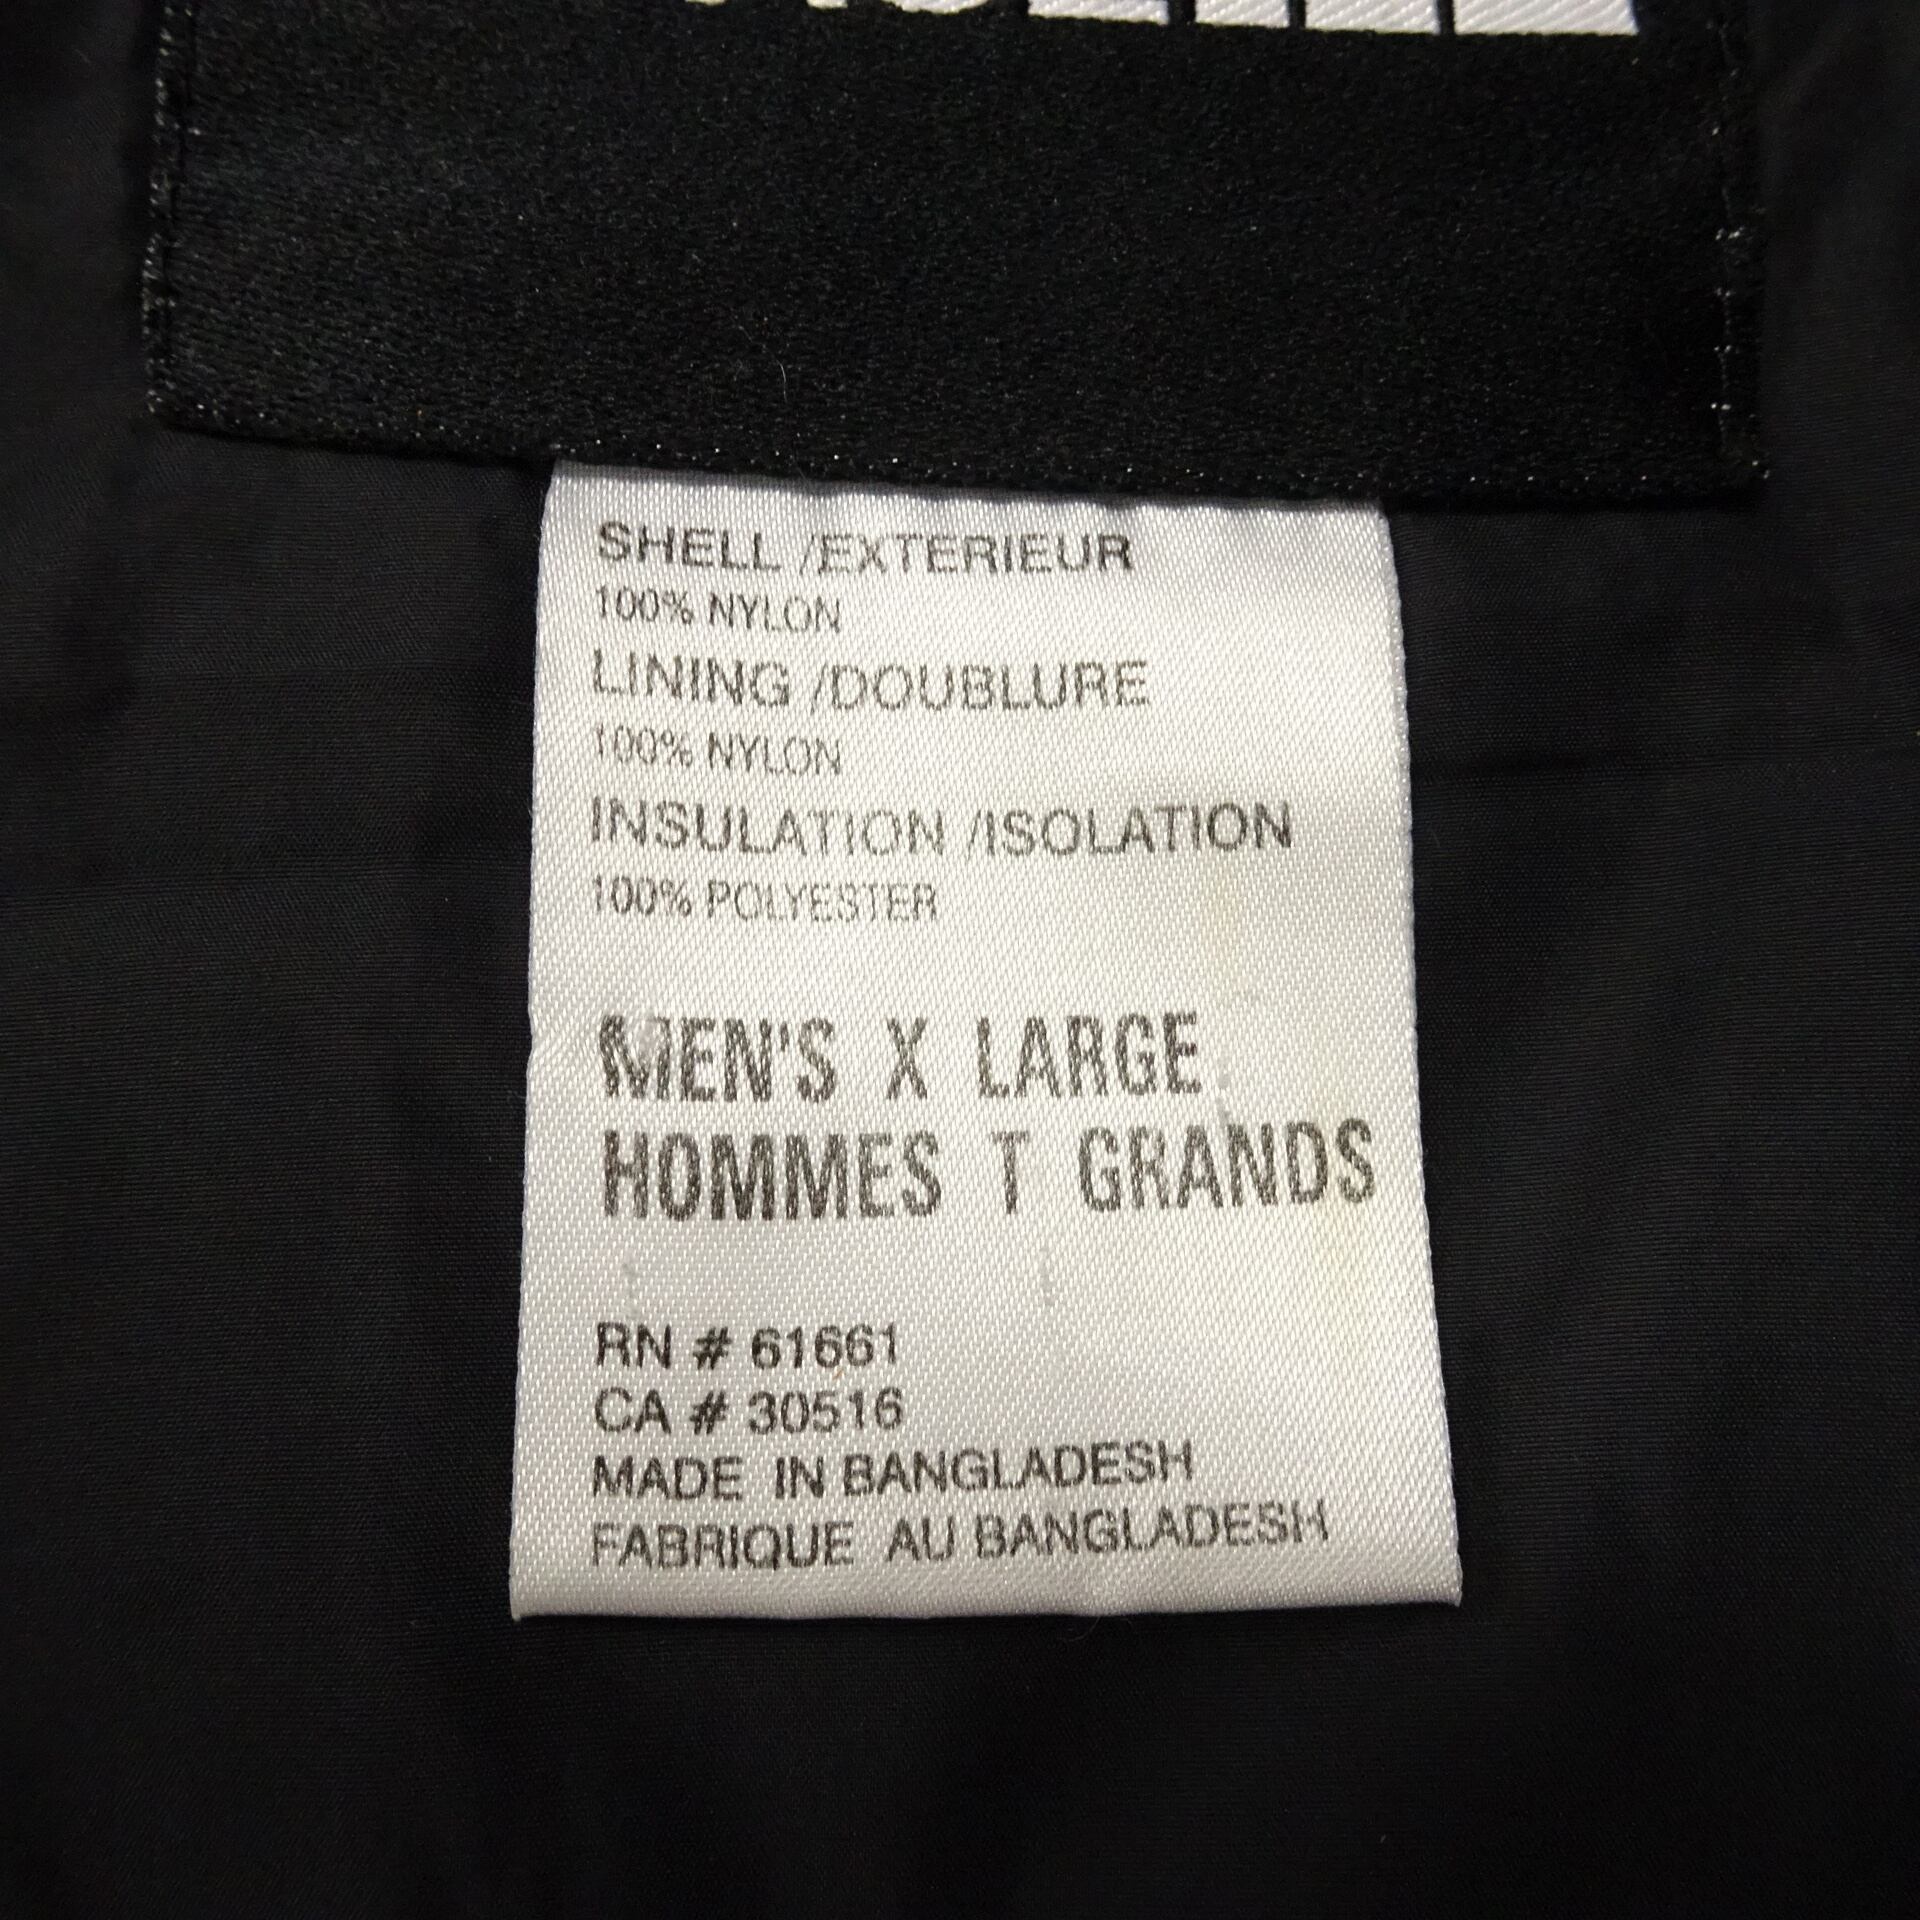 SHELL /EXTERIEUR
100% NYLON
LINING /DOUBLURE
100% NYLON
INSULATION /ISOLATION
100% POLYESTER
MEN'S X LARGE
HOMMES T GRANDS
RN # 61661
CA # 30516
MADE IN BANGLADESH
FABRIQUE AU BANGLADESH